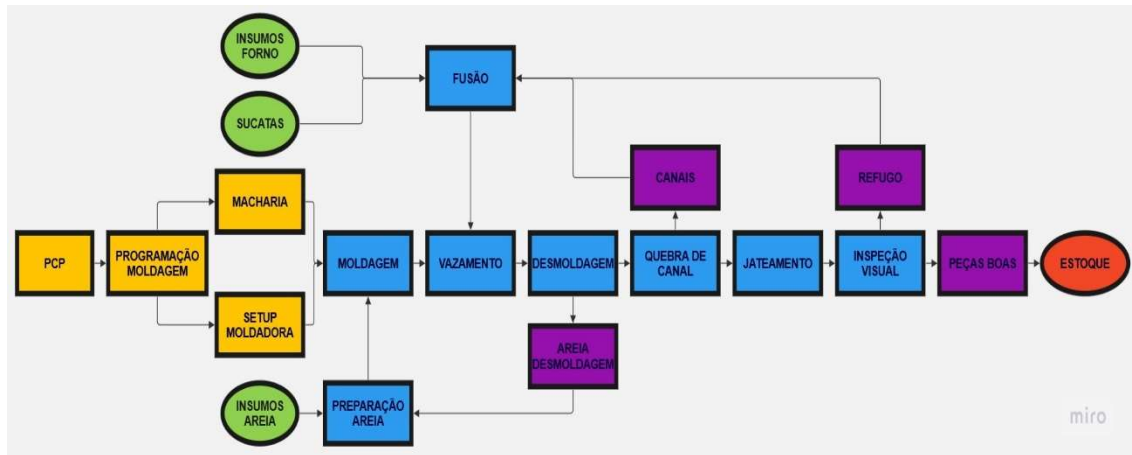 INSUMOS
FORNO
FUSÃO
SUCATAS
MACHARIA
CANAIS
REFUGO
PCP
PROGRAMAÇÃO
MOLDAGEM
MOLDAGEM
VAZAMENTO
DESMOLDAGEM
QUEBRA DE
CANAL
JATEAMENTO
INSPEÇÃO
VISUAL
PEÇAS BOAS
ESTOQUE
SETUP
MOLDADORA
AREIA
DESMOLDAGEM
INSUMOS
AREIA
PREPARAÇÃO
AREIA
miro